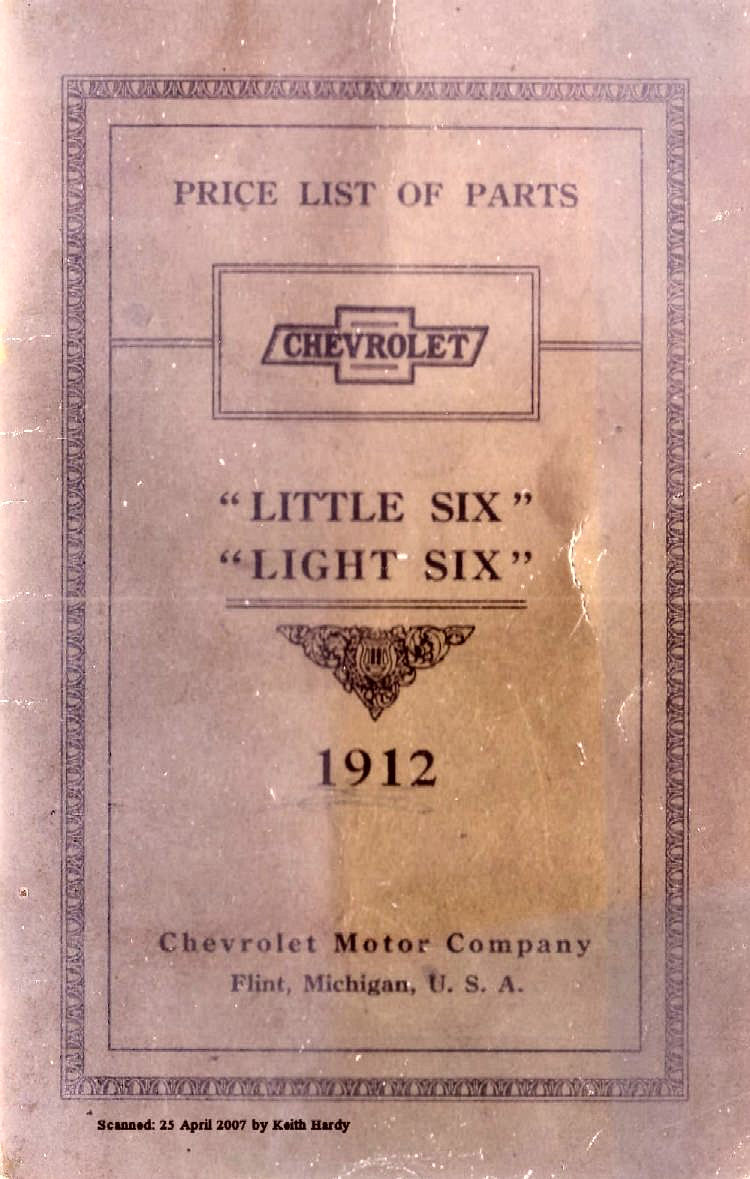 PRICE LIST OF PARTS
CHEVROLET
“LITTLE SIX”
“LIGHT SIX”
1912
Chevrolet Motor Company
Flint, Michigan, U. S. A.
Scanned: 25 April 2007 by Keith Hardy